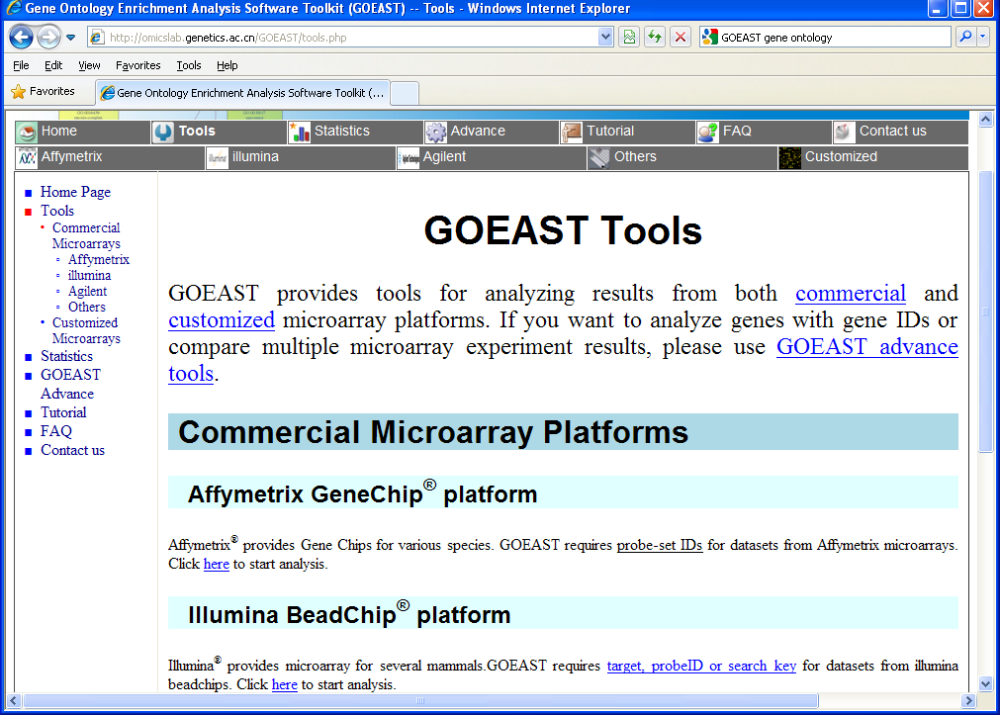 Gene Ontology Enrichment Analysis Software Toolkit (GOEAST) -- Tools - Windows Internet Explorer
http://omicslab.genetics.ac.cn/GOEAST/tools.php
GOEAST gene ontology
File Edit View Favorites Tools Help
Favorites
Gene Ontology Enrichment Analysis Software Toolkit (...
Home Tools Statistics Advance Tutorial FAQ Contact us
Affymetrix illumina Agilent Others Customized
Home Page
Tools
Commercial
Microarrays
Affymetrix
illumina
Agilent
Others
Customized
Microarrays
Statistics
GOEAST
Advance
Tutorial
FAQ
Contact us
GOEAST Tools
GOEAST provides tools for analyzing results from both commercial and
customized microarray platforms. If you want to analyze genes with gene IDs or
compare multiple microarray experiment results, please use GOEAST advance
tools.
Commercial Microarray Platforms
Affymetrix GeneChip® platform
Affymetrix® provides Gene Chips for various species. GOEAST requires probe-set IDs for datasets from Affymetrix microarrays.
Click here to start analysis.
Illumina BeadChip® platform
Illumina® provides microarray for several mammals.GOEAST requires target, probeID or search key for datasets from illumina
beadchips. Click here to start analysis.